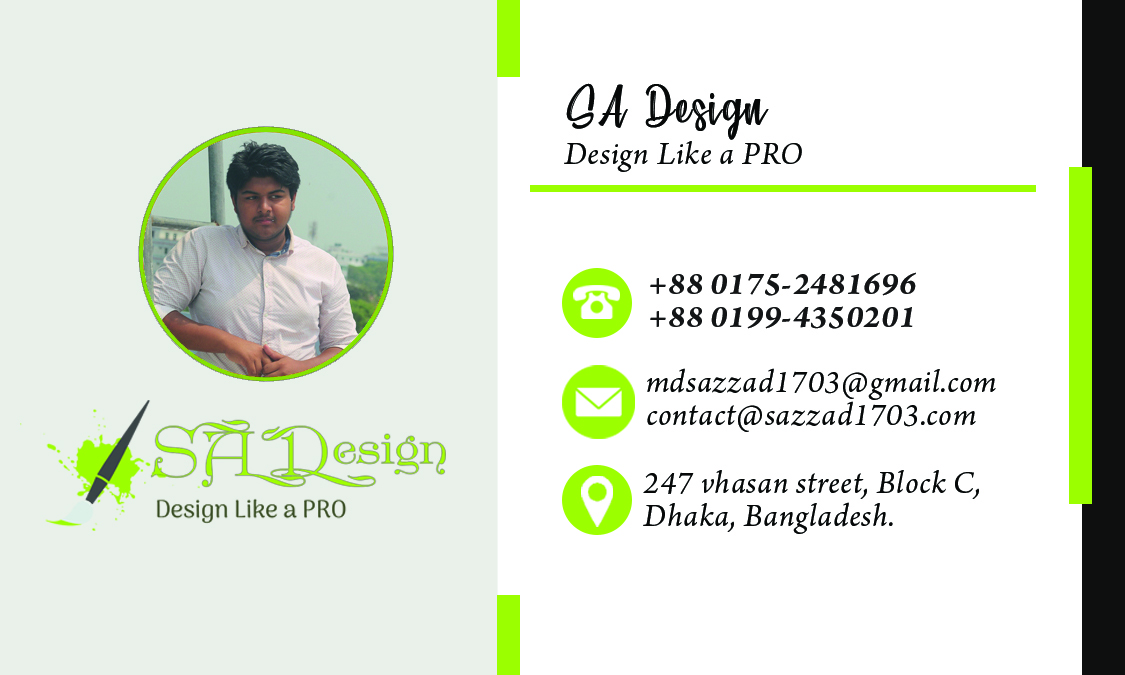 SA Design
Design Like a PRO
SA Design
Design Like a PRO
+88 0175-2481696
+88 0199-4350201
mdsazzad1703@gmail.com
contact@sazzad1703.com
247 vhasan street, Block C,
Dhaka, Bangladesh.